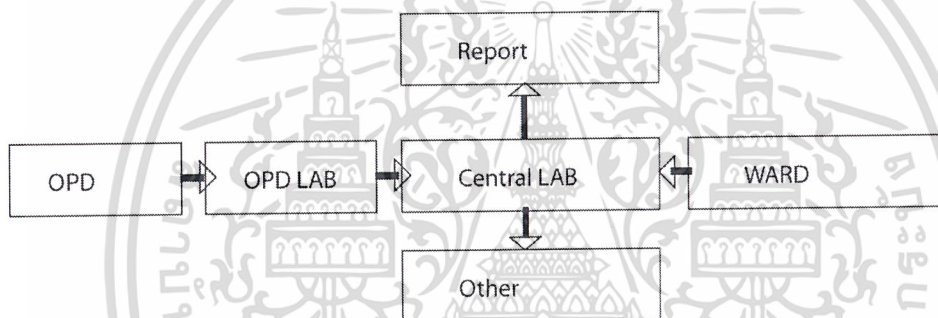 Report
OPD
OPD LAB
Central LAB
WARD
Other